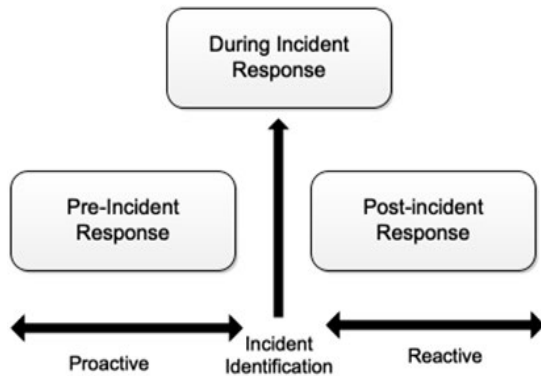 During Incident
Response
Pre-Incident
Response
Post-incident
Response
Proactive
Incident
Identification
Reactive